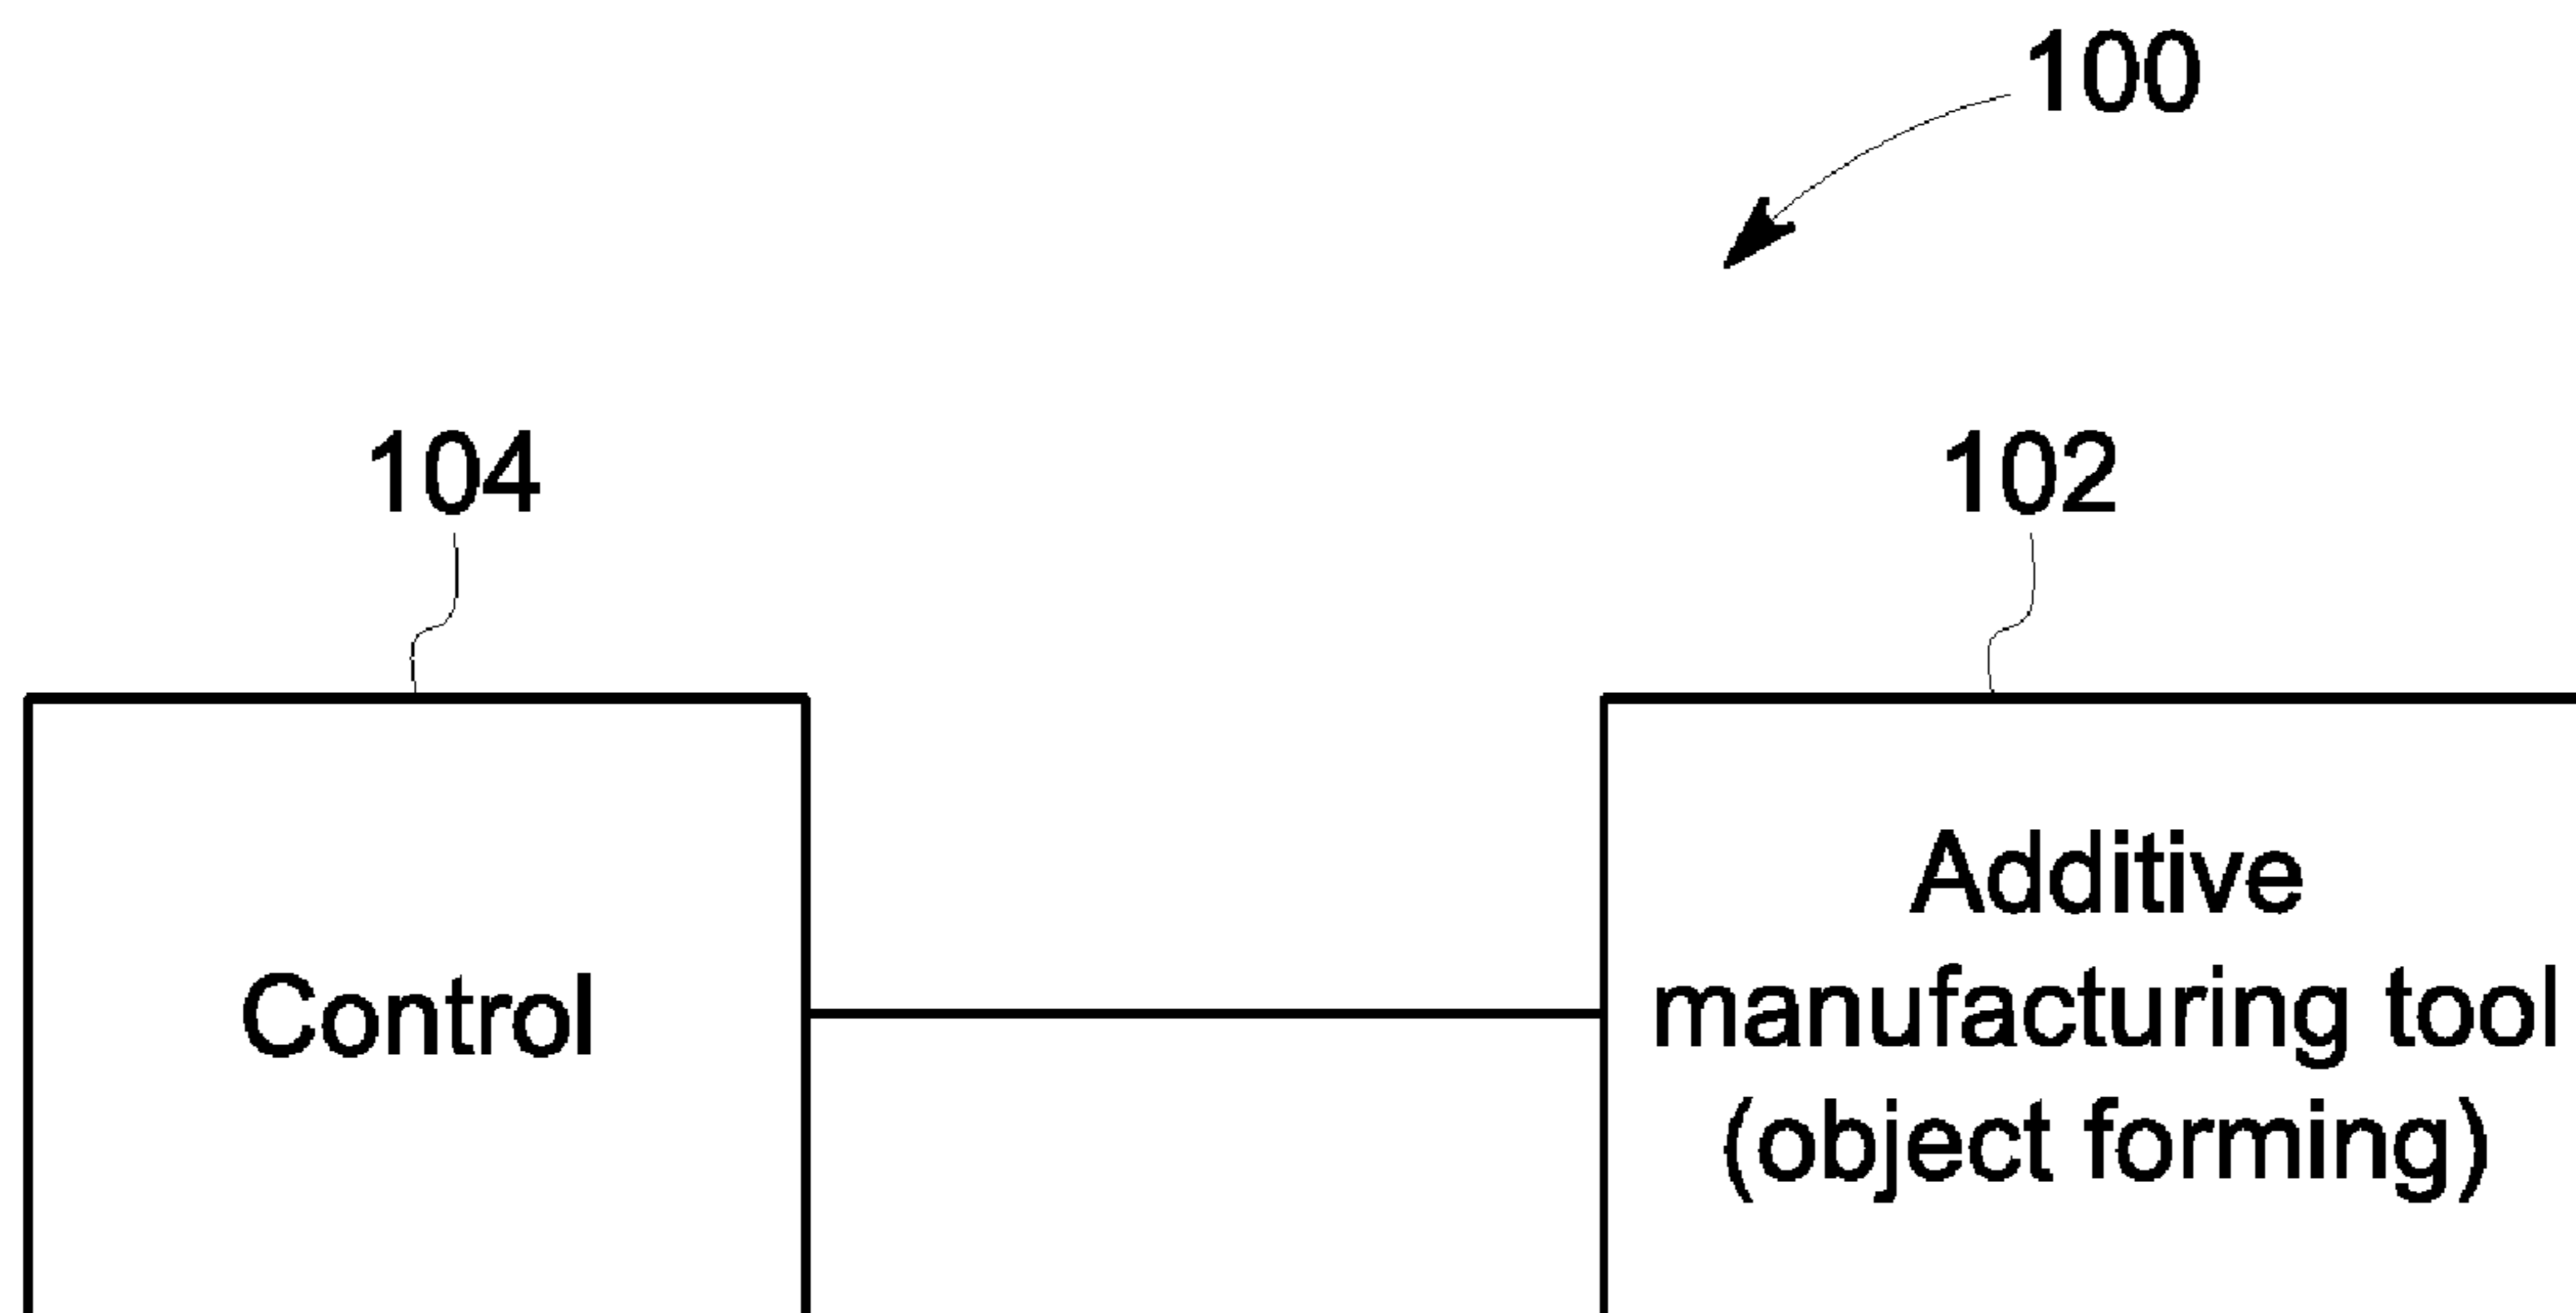 100
104
102
Control
Additive
manufacturing tool
(object forming)